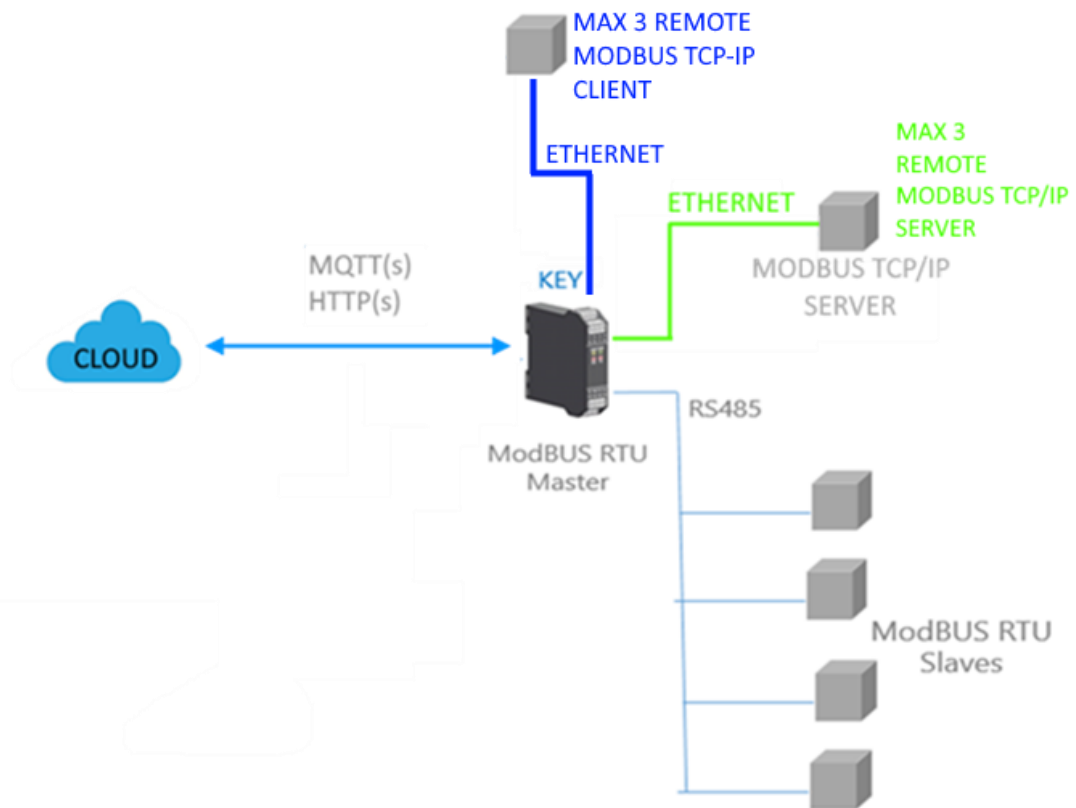 MAX 3 REMOTE
MODBUS TCP-IP
CLIENT
ETHERNET
MAX 3
REMOTE
MODBUS TCP/IP
SERVER
ETHERNET
MODBUS TCP/IP
SERVER
MQTT(s)
HTTP(s)
KEY
CLOUD
RS485
ModBUS RTU
Master
ModBUS RTU
Slaves